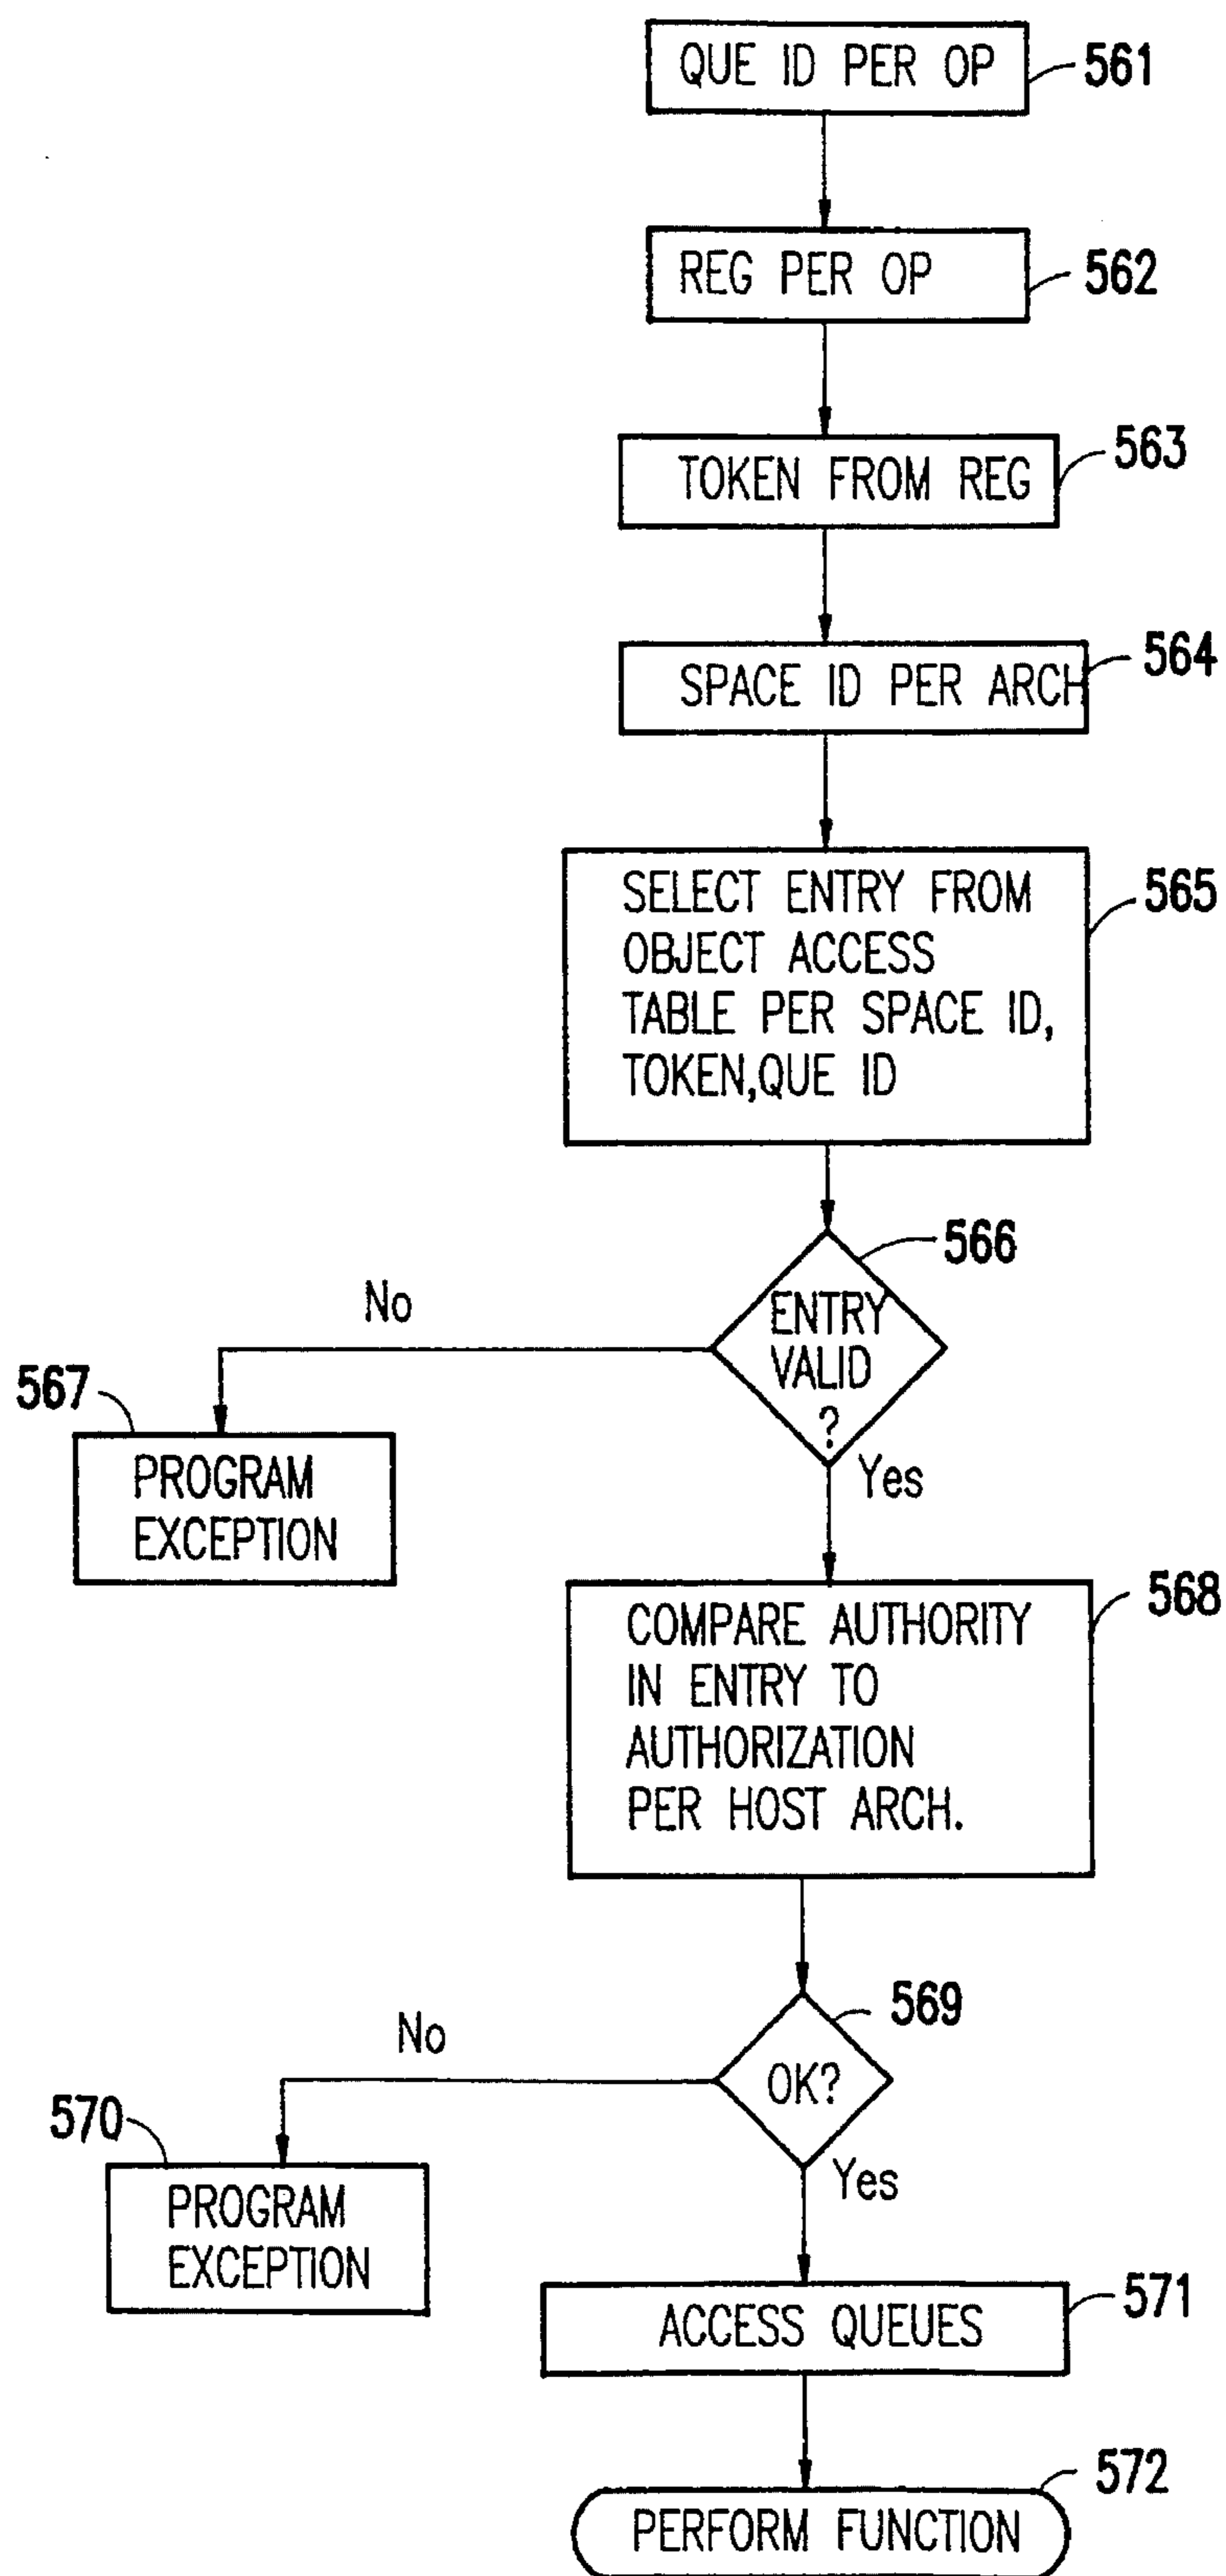 QUE ID PER OP
561
REG PER OP
562
TOKEN FROM REG
563
SPACE ID PER ARCH
564
SELECT ENTRY FROM
OBJECT ACCESS
TABLE PER SPACE ID,
TOKEN,QUE ID
565
566
ENTRY
VALID
?
No
Yes
567
PROGRAM
EXCEPTION
COMPARE AUTHORITY
IN ENTRY TO
AUTHORIZATION
PER HOST ARCH.
568
569
OK?
No
Yes
570
PROGRAM
EXCEPTION
ACCESS QUEUES
571
PERFORM FUNCTION
572